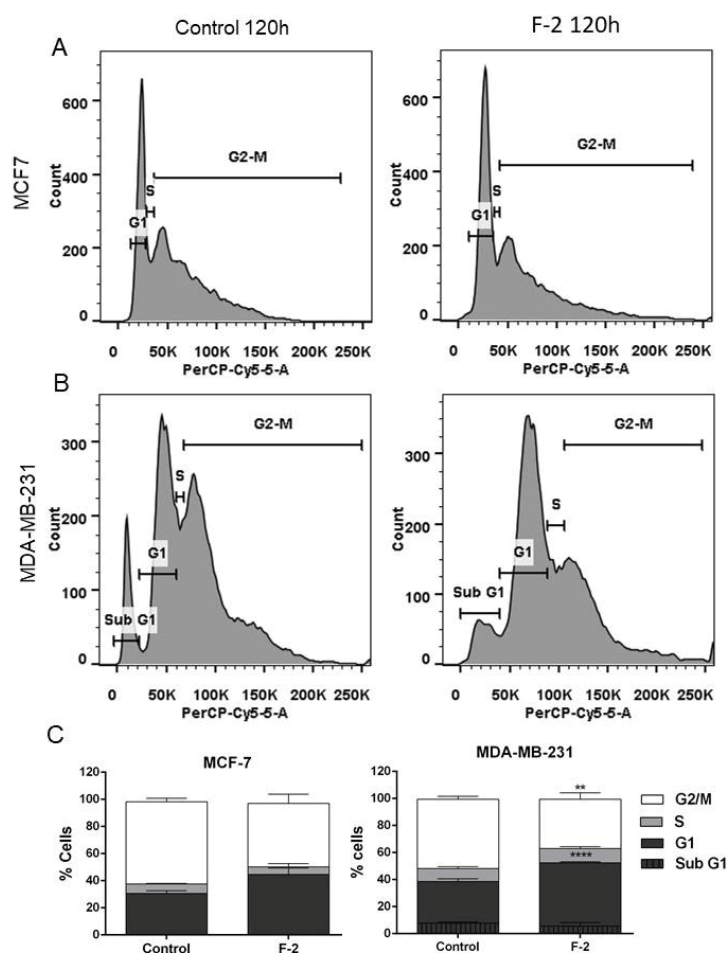 Control 120h
F-2 120h
A
MCF7
Count
600
400
200
0
G2-M
S
G1
0 50K 100K 150K 200K 250K
PerCP-Cy5-5-A
Count
600
400
200
0
G2-M
S
G1
0 50K 100K 150K 200K 250K
PerCP-Cy5-5-A
B
MDA-MB-231
Count
300
200
100
0
G2-M
S
G1
Sub G1
0 50K 100K 150K 200K 250K
PerCP-Cy5-5-A
Count
300
200
100
0
G2-M
S
G1
Sub G1
0 50K 100K 150K 200K 250K
PerCP-Cy5-5-A
C
MCF-7
% Cells
120
100
80
60
40
20
0
Control F-2
MDA-MB-231
% Cells
120
100
80
60
40
20
0
**
****
Control F-2
G2/M
S
G1
Sub G1